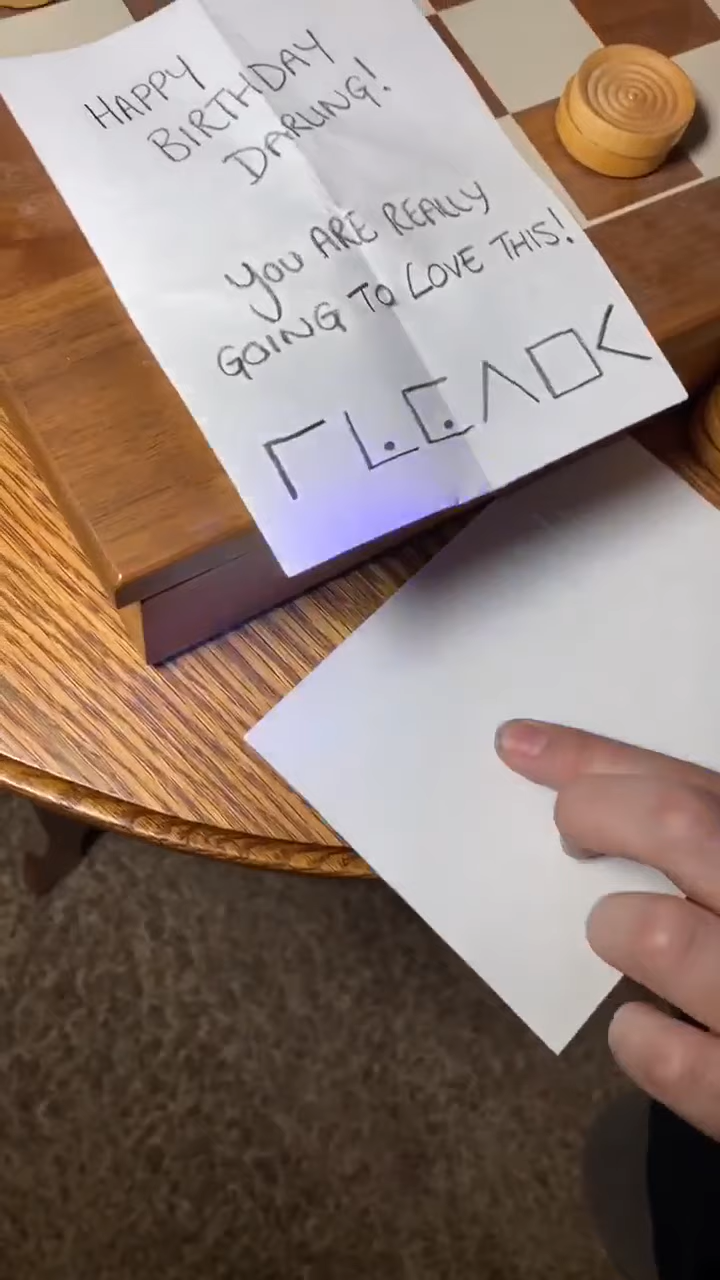 HAPPY
BIRTHDAY
DARLING!
YOU ARE REALLY
GOING TO LOVE THIS!